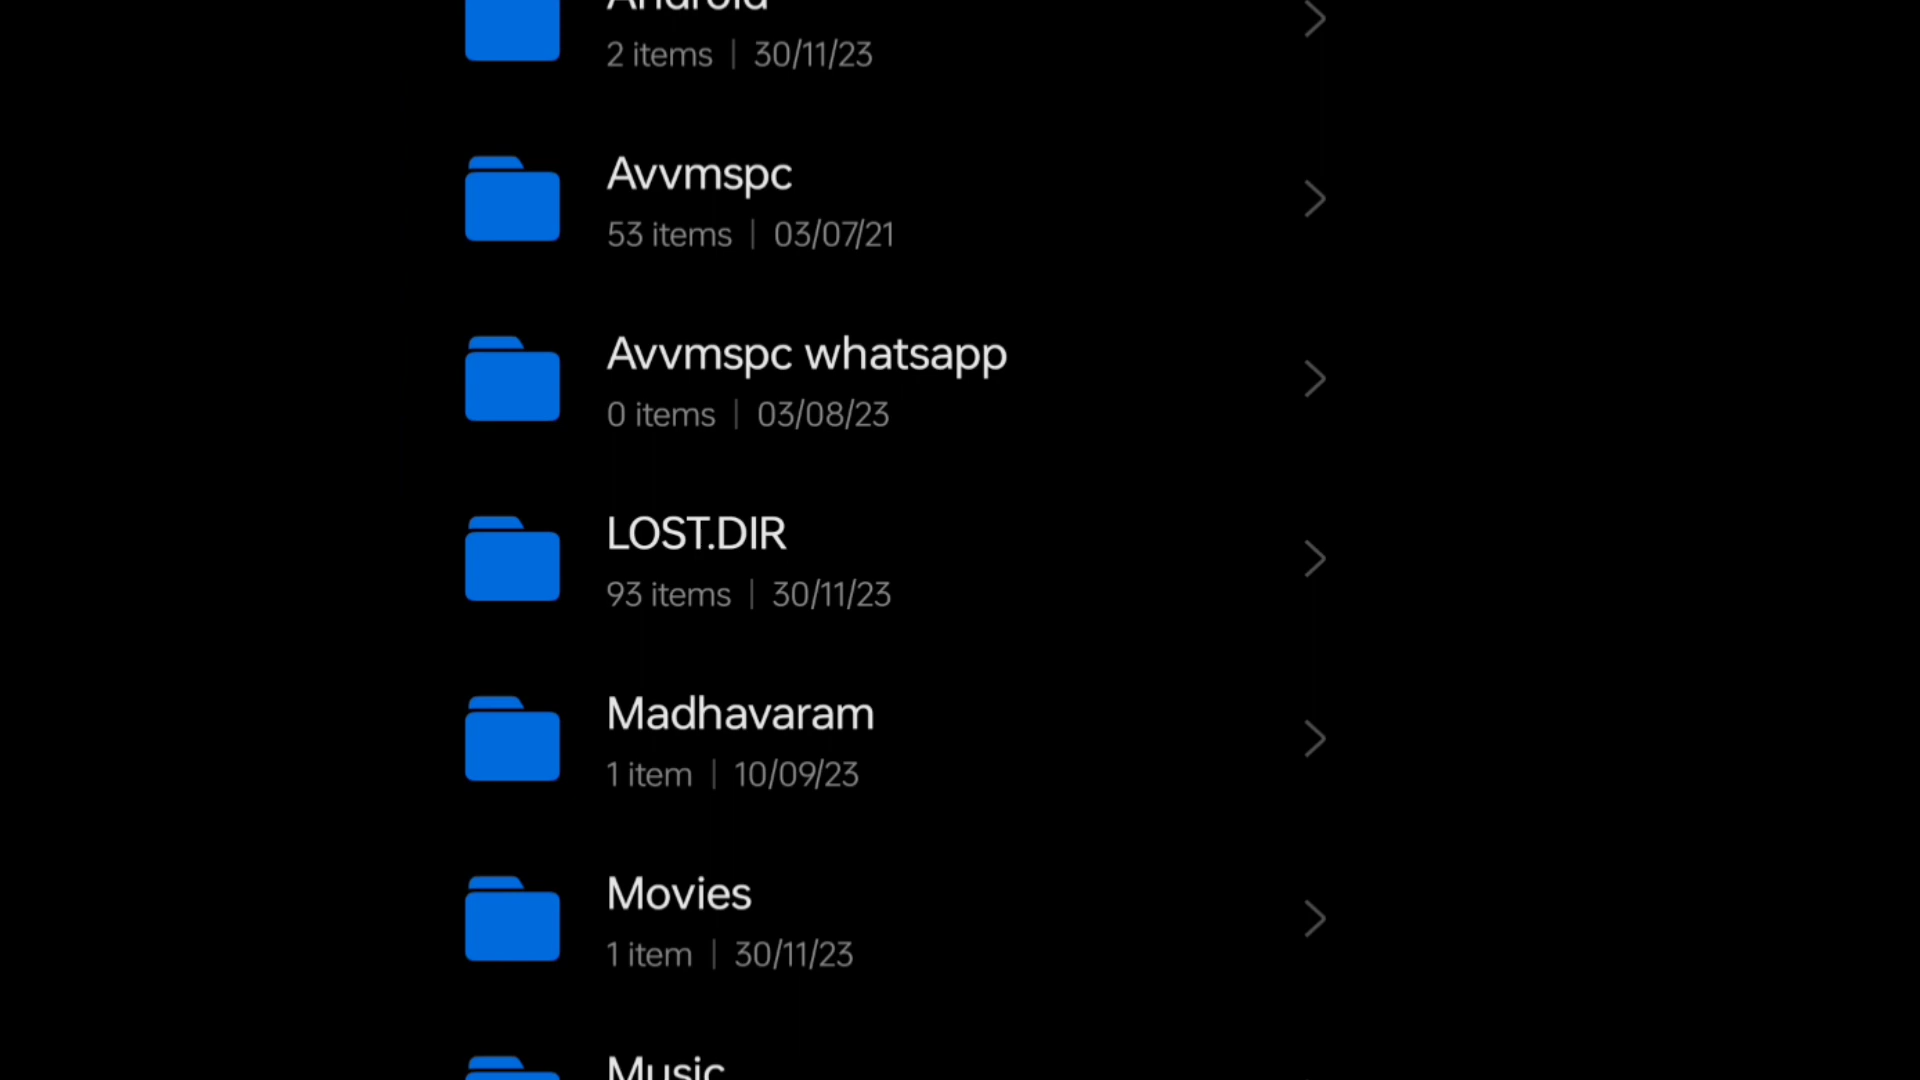 Android
2 items | 30/11/23
Avvmspc
53 items | 03/07/21
Avvmspc whatsapp
0 items | 03/08/23
LOST.DIR
93 items | 30/11/23
Madhavaram
1 item | 10/09/23
Movies
1 item | 30/11/23
Music